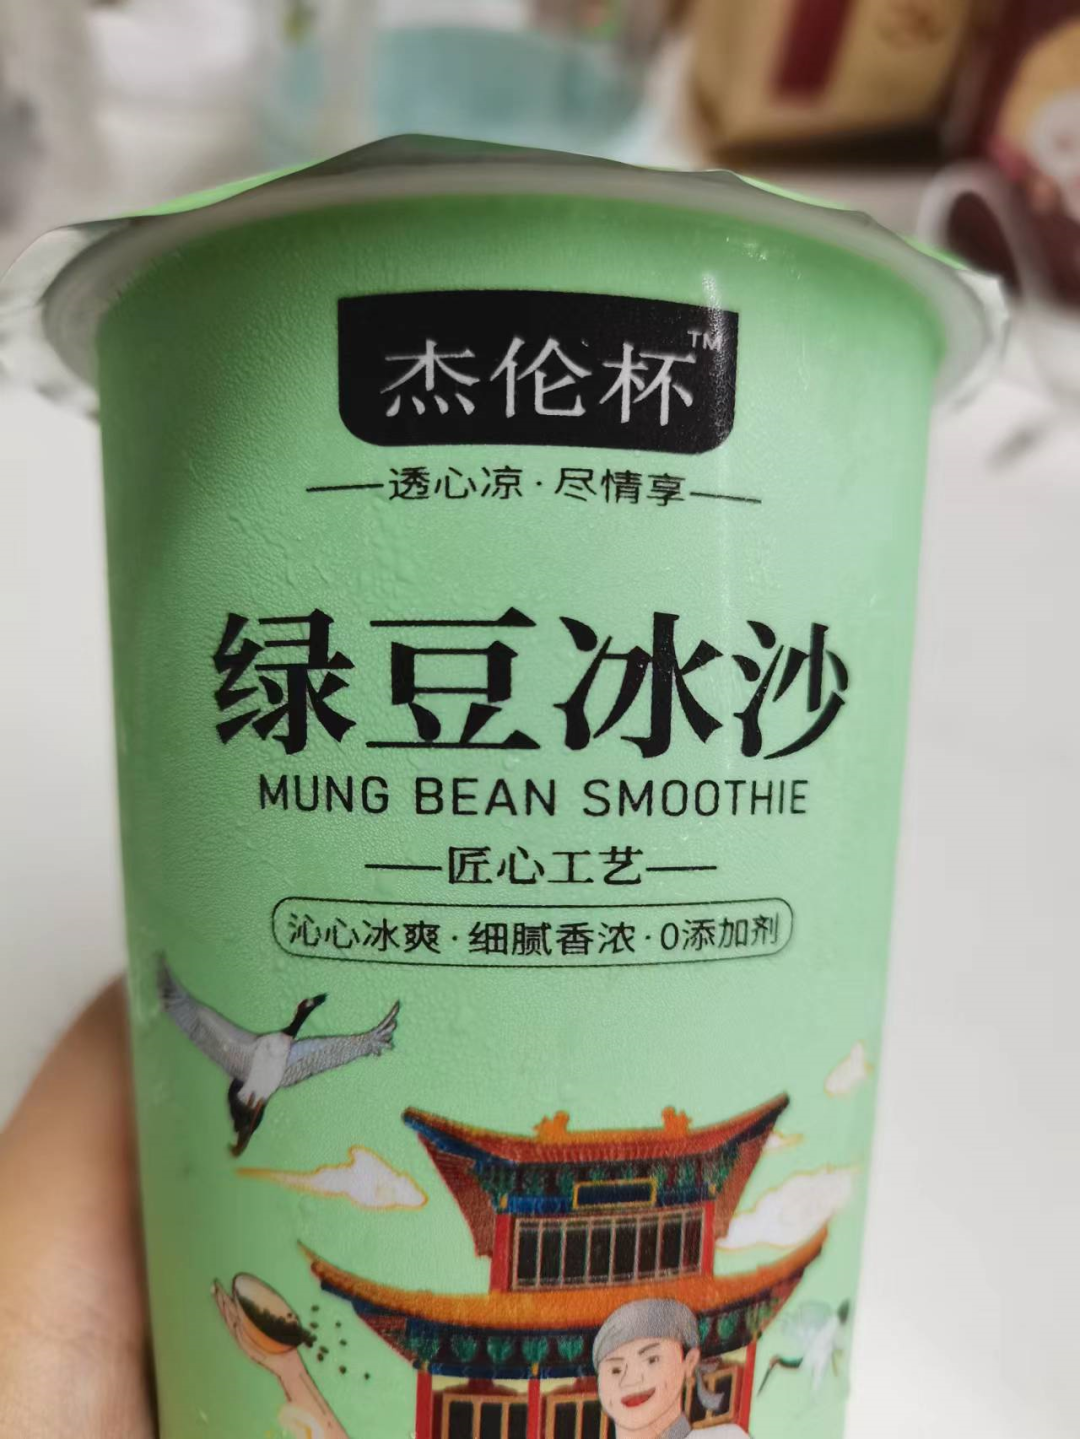 杰伦杯™
透心凉·尽情享
绿豆冰沙
MUNG BEAN SMOOTHIE
匠心工艺
沁心冰爽·细腻香浓·0添加剂